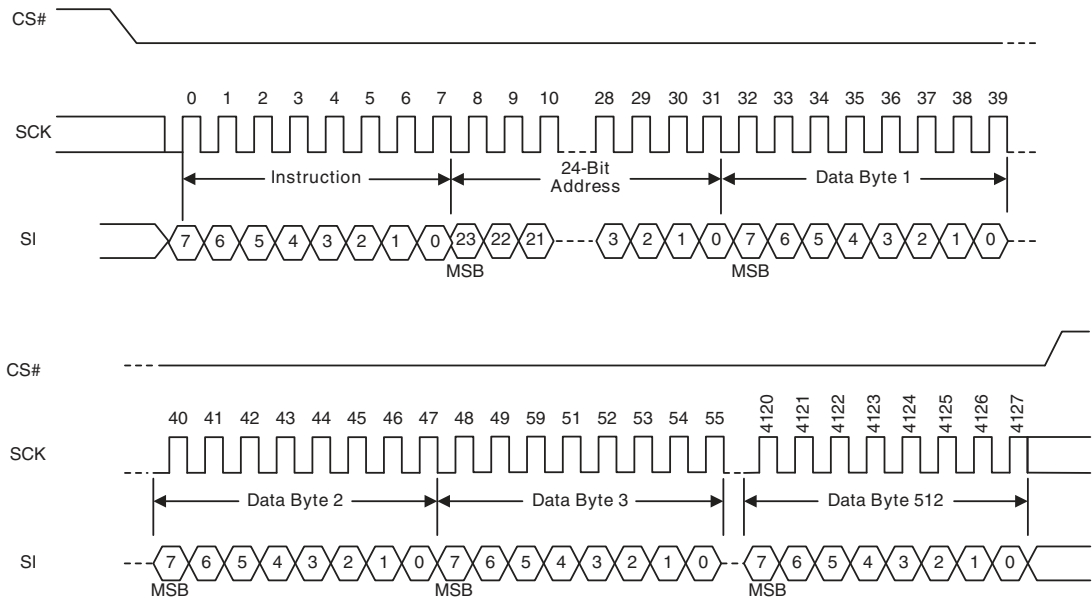 CS#
0 1 2 3 4 5 6 7 8 9 10 28 29 30 31 32 33 34 35 36 37 38 39
SCK
Instruction 24-Bit Address Data Byte 1
SI 7 6 5 4 3 2 1 0 23 22 21 3 2 1 0 7 6 5 4 3 2 1 0
MSB MSB
CS#
40 41 42 43 44 45 46 47 48 49 59 51 52 53 54 55 4120 4121 4122 4123 4124 4125 4126 4127
SCK
Data Byte 2 Data Byte 3 Data Byte 512
SI 7 6 5 4 3 2 1 0 7 6 5 4 3 2 1 0 7 6 5 4 3 2 1 0
MSB MSB MSB